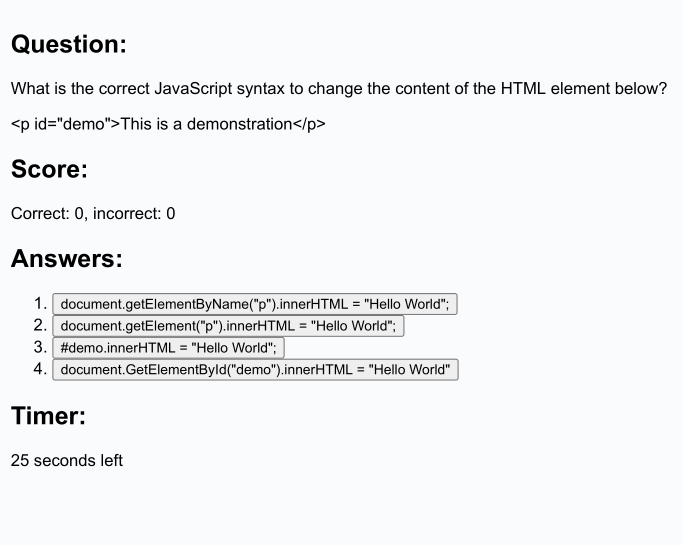 Question:
What is the correct JavaScript syntax to change the content of the HTML element below?
<p id="demo">This is a demonstration</p>
Score:
Correct: 0, incorrect: 0
Answers:
1. document.getElementByName("p").innerHTML = "Hello World";
2. document.getElement("p").innerHTML = "Hello World";
3. #demo.innerHTML = "Hello World";
4. document.GetElementById("demo").innerHTML = "Hello World"
Timer:
25 seconds left